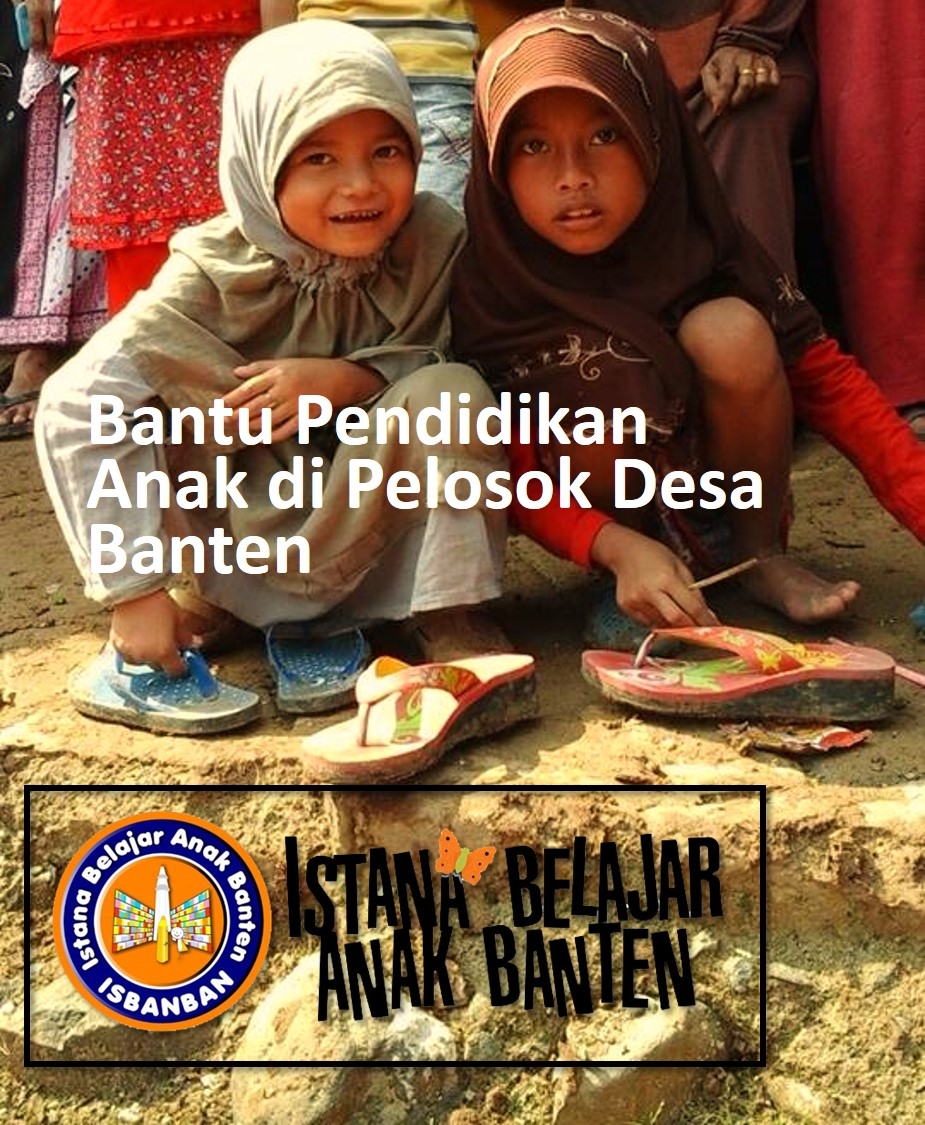 Bantu Pendidikan
Anak di Pelosok Desa
Banten
Istana Belajar Anak Banten
ISBANBAN
ISTANA BELAJAR
ANAK BANTEN